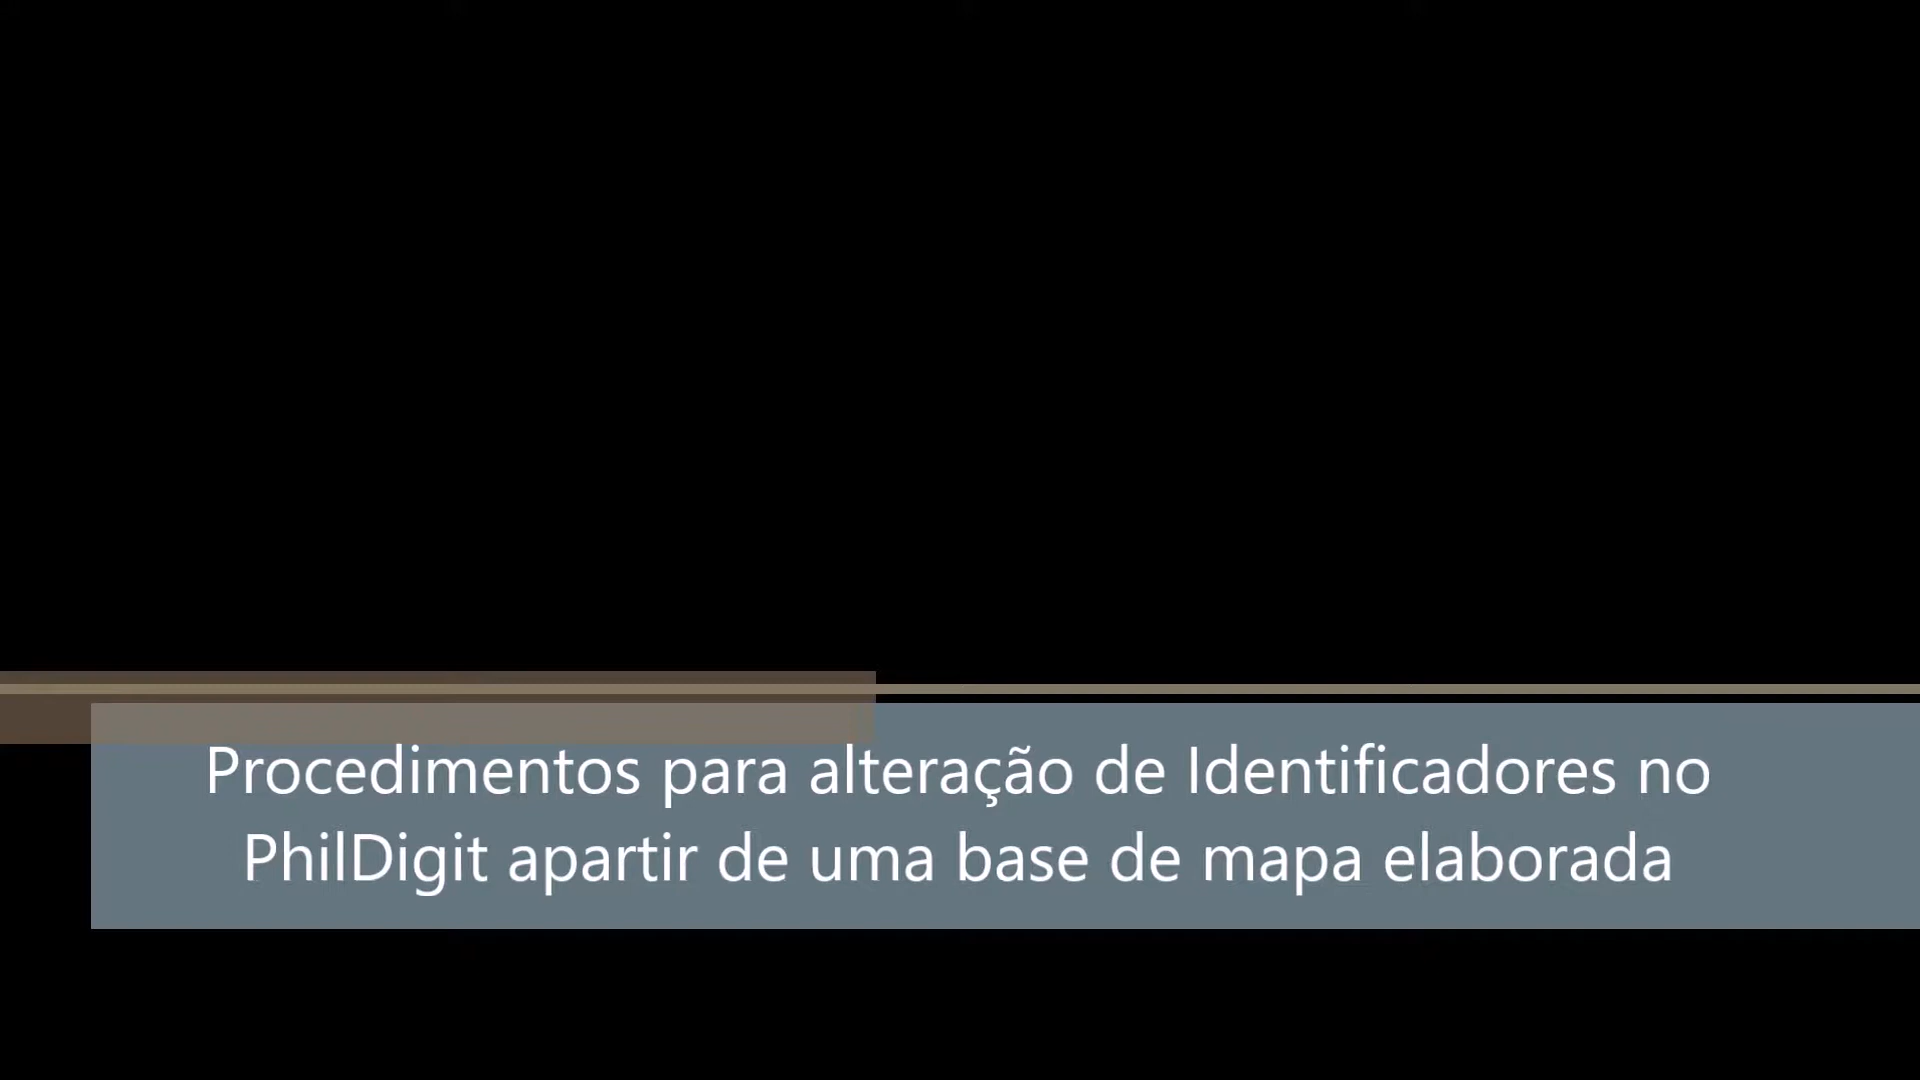 Procedimentos para alteração de Identificadores no
PhilDigit apartir de uma base de mapa elaborada